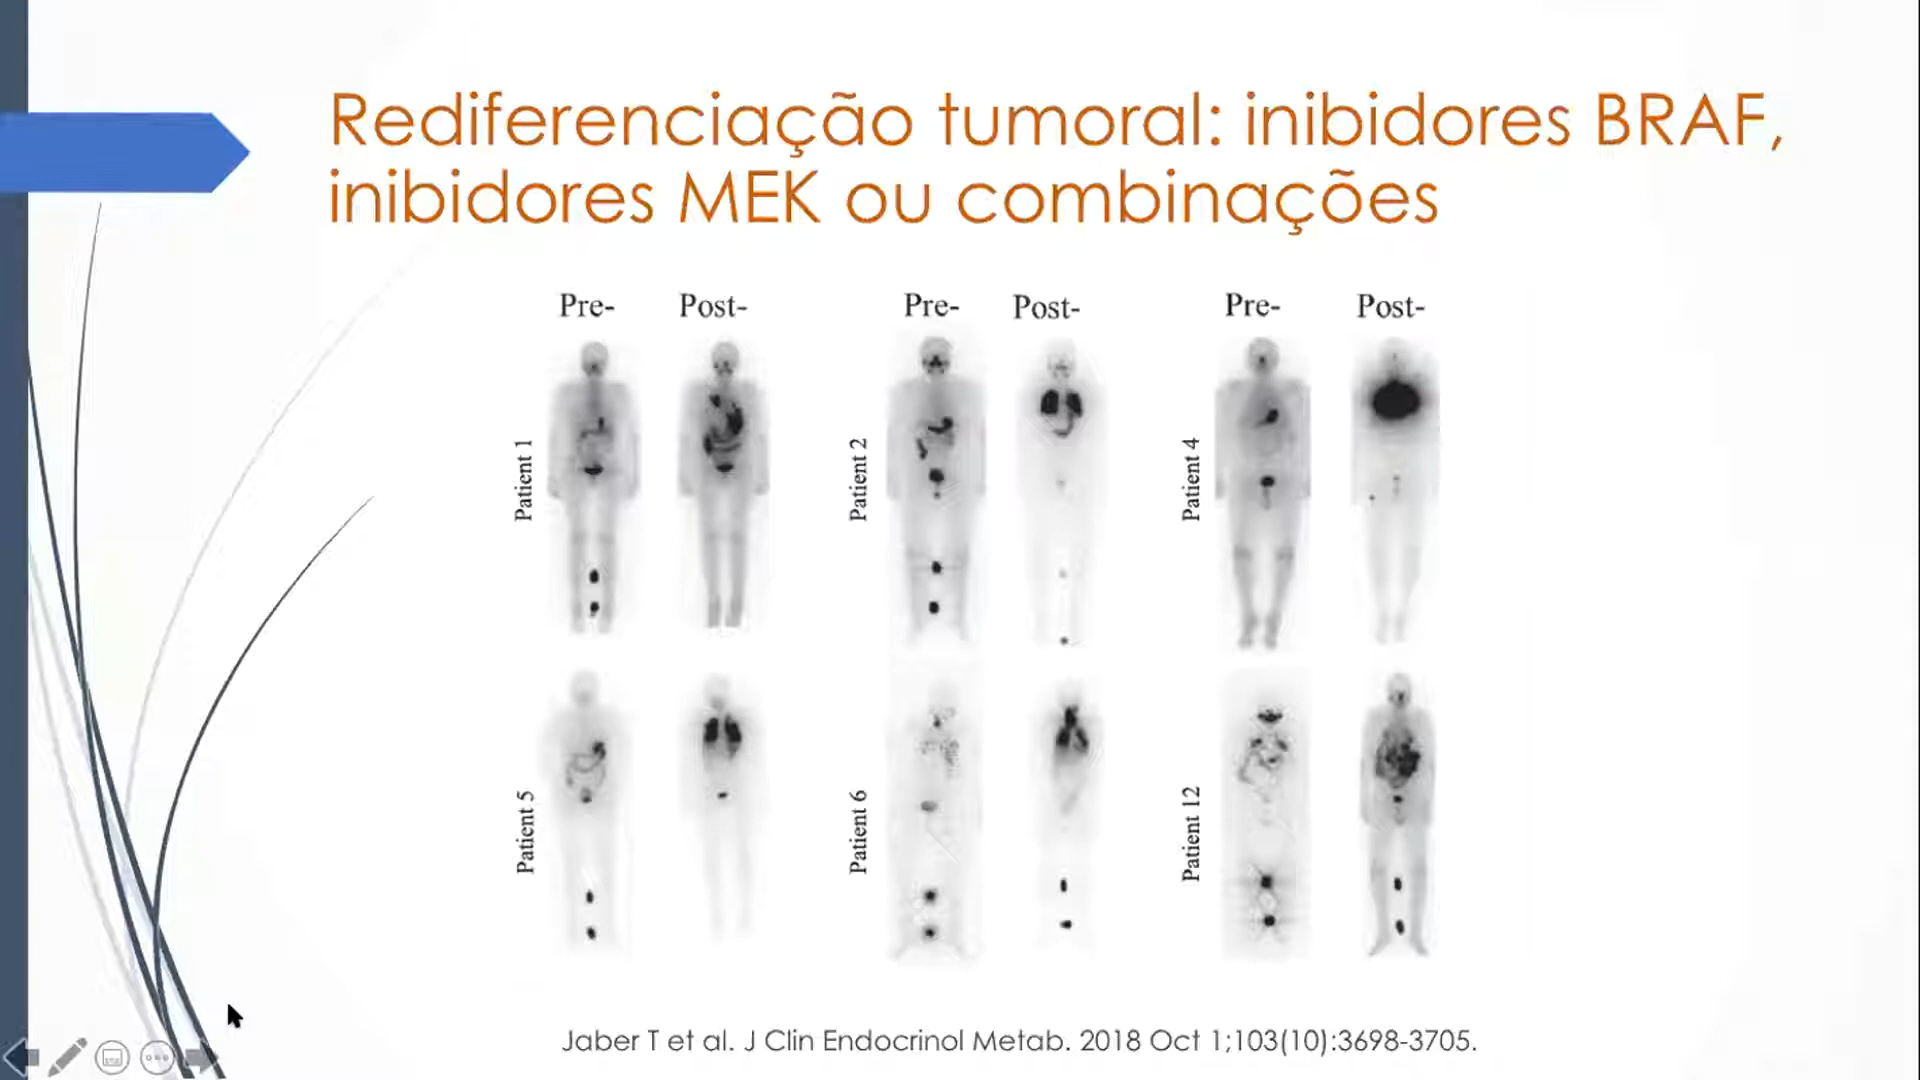 Rediferenciação tumoral: inibidores BRAF,
inibidores MEK ou combinações
Pre- Post- Pre- Post- Pre- Post-
Patient 1
Patient 2
Patient 4
Patient 5
Patient 6
Patient 12
Jaber T et al. J Clin Endocrinol Metab. 2018 Oct 1;103(10):3698-3705.